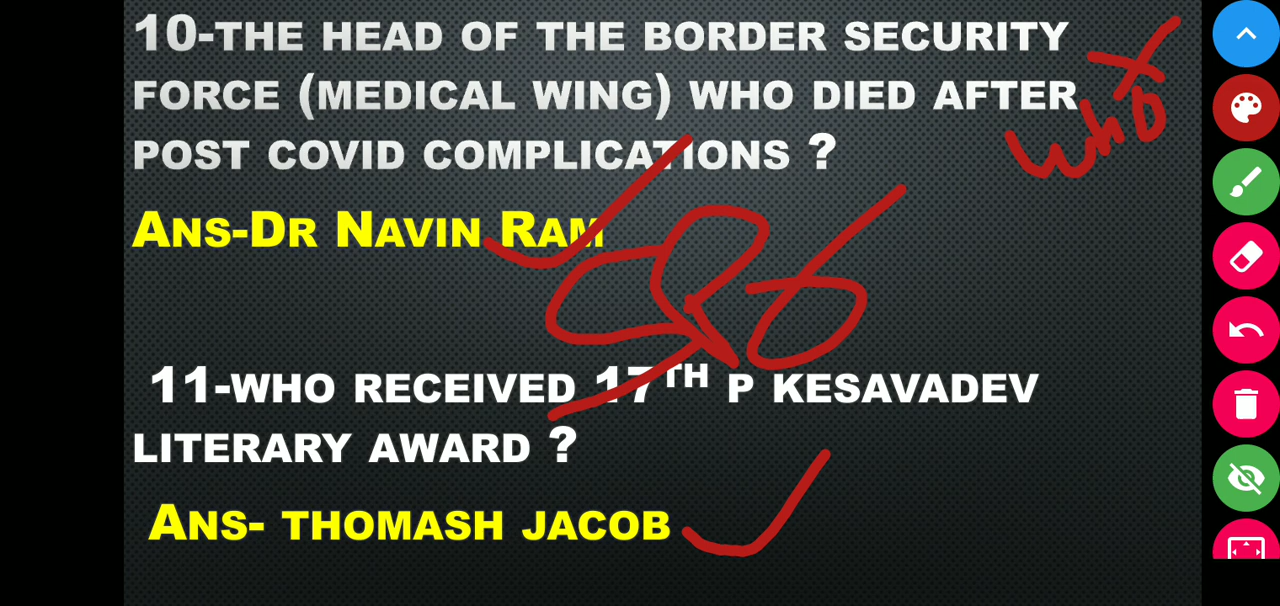 10-THE HEAD OF THE BORDER SECURITY
FORCE (MEDICAL WING) WHO DIED AFTER
POST COVID COMPLICATIONS ?
who
ANS-DR NAVIN RAM
11-WHO RECEIVED 17TH P KESAVADEV
LITERARY AWARD ?
ANS- THOMASH JACOB